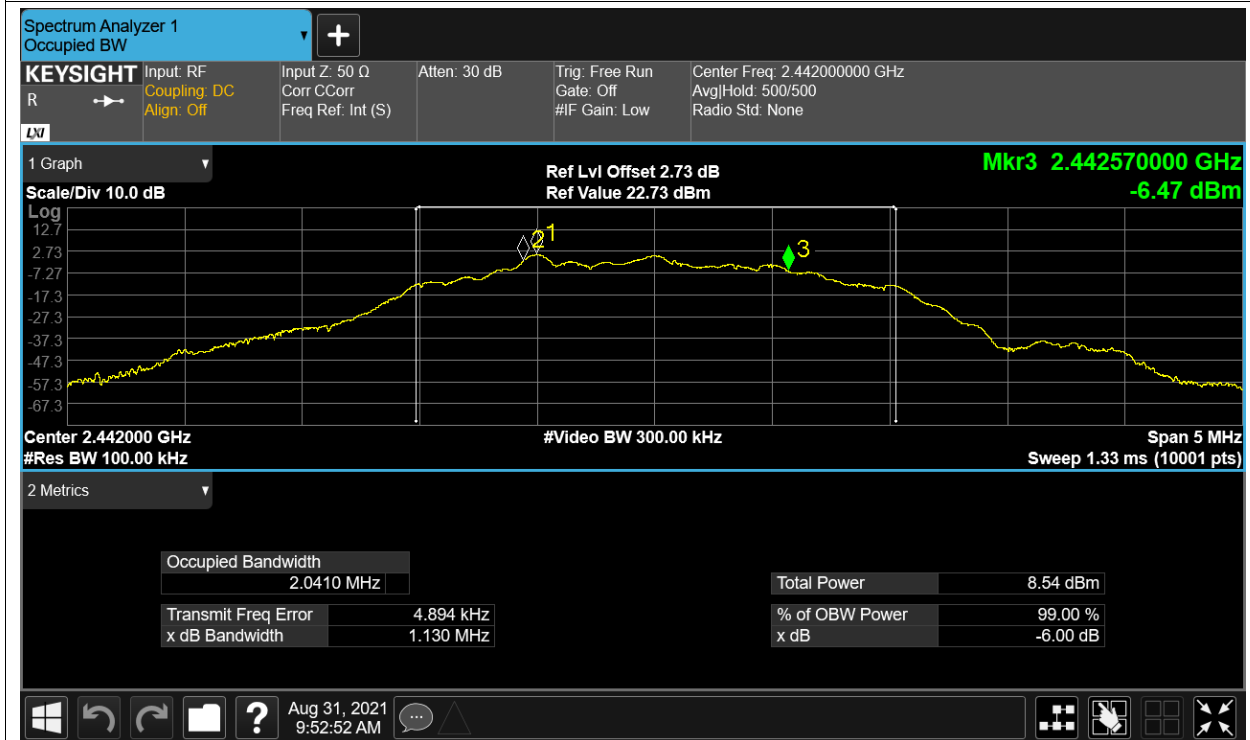 Spectrum Analyzer 1
Occupied BW
+
KEYSIGHT
R
LXI
Input: RF
Coupling: DC
Align: Off
Input Z: 50 Ω
Corr CCorr
Freq Ref: Int (S)
Atten: 30 dB
Trig: Free Run
Gate: Off
#IF Gain: Low
Center Freq: 2.442000000 GHz
Avg|Hold: 500/500
Radio Std: None
1 Graph
Scale/Div 10.0 dB
Ref Lvl Offset 2.73 dB
Ref Value 22.73 dBm
Mkr3 2.442570000 GHz
-6.47 dBm
Log
12.7
2.73
-7.27
-17.3
-27.3
-37.3
-47.3
-57.3
-67.3
2
1
3
Center 2.442000 GHz
#Res BW 100.00 kHz
#Video BW 300.00 kHz
Span 5 MHz
Sweep 1.33 ms (10001 pts)
2 Metrics
Occupied Bandwidth
2.0410 MHz
Transmit Freq Error 4.894 kHz
x dB Bandwidth 1.130 MHz
Total Power 8.54 dBm
% of OBW Power 99.00 %
x dB -6.00 dB
?
Aug 31, 2021
9:52:52 AM